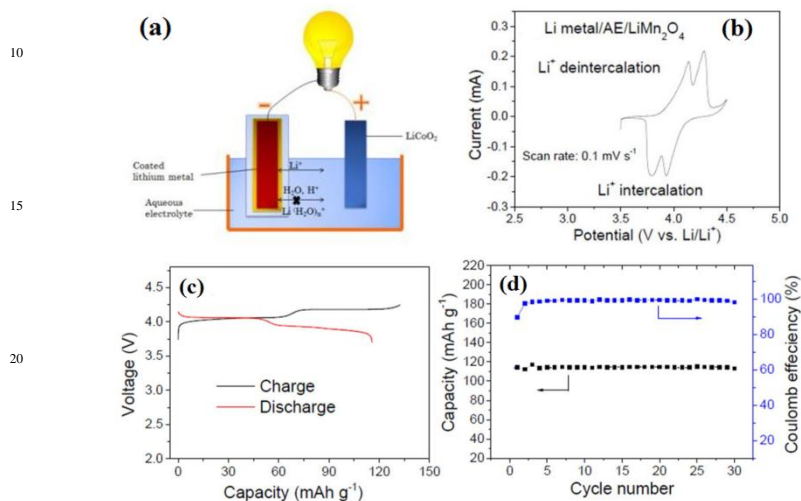 10
15
20
(a)
−
+
LiCoO₂
Coated
lithium metal
Li⁺
H₂O, H⁺
Li⁺(H₂O)ₙ⁺
Aqueous
electrolyte
(b)
Li metal/AE/LiMn₂O₄
Li⁺ deintercalation
Scan rate: 0.1 mV s⁻¹
Li⁺ intercalation
Current (mA)
0.3
0.2
0.1
0.0
-0.1
-0.2
-0.3
2.5 3.0 3.5 4.0 4.5 5.0
Potential (V vs. Li/Li⁺)
(c)
Voltage (V)
4.5
4.0
3.5
3.0
2.5
2.0
Charge
Discharge
0 30 60 90 120 150
Capacity (mAh g⁻¹)
(d)
Capacity (mAh g⁻¹)
220
200
180
160
140
120
100
80
60
40
20
100
80
60
40
20
Coulomb effeciency (%)
0 5 10 15 20 25 30
Cycle number